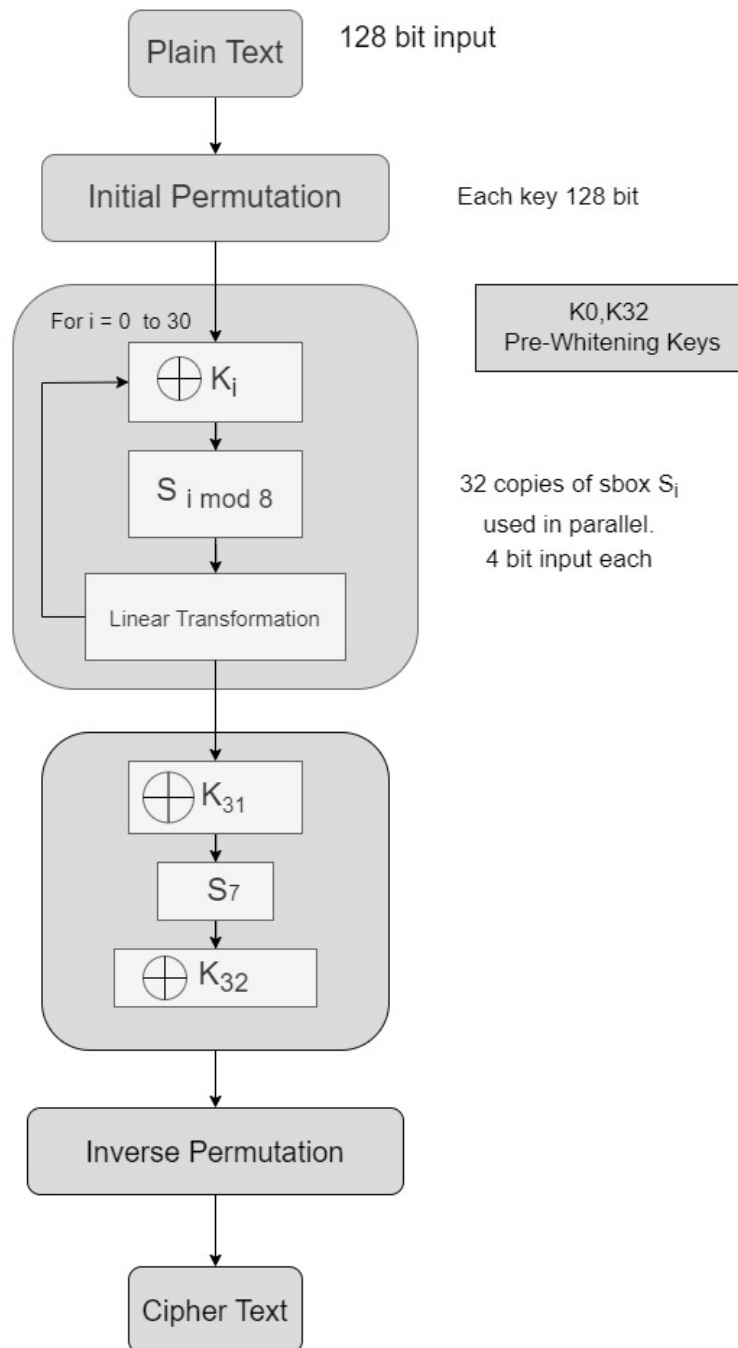 Plain Text
128 bit input
Initial Permutation
Each key 128 bit
For i = 0 to 30
K0,K32
Pre-Whitening Keys
Ki
S i mod 8
32 copies of sbox Si
used in parallel.
4 bit input each
Linear Transformation
K31
S7
K32
Inverse Permutation
Cipher Text